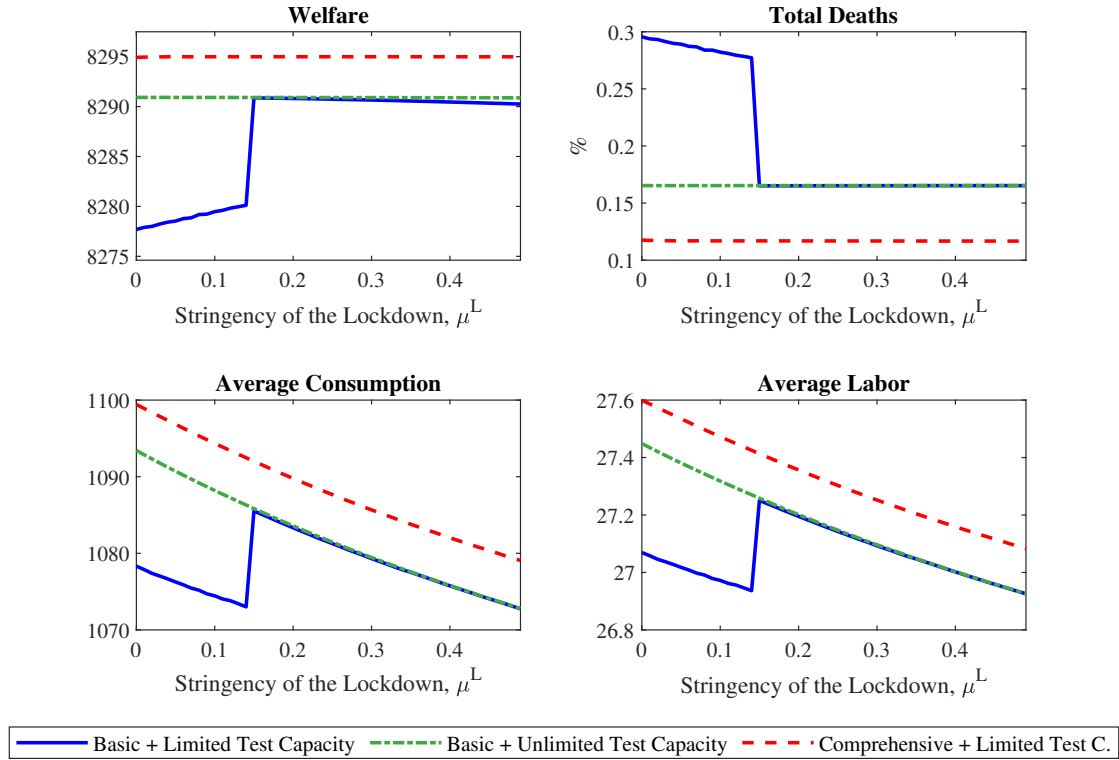 Welfare
8295
8290
8285
8280
8275
0 0.1 0.2 0.3 0.4
Stringency of the Lockdown, μ^L
Total Deaths
%
0.3
0.25
0.2
0.15
0.1
0 0.1 0.2 0.3 0.4
Stringency of the Lockdown, μ^L
Average Consumption
1100
1090
1080
1070
0 0.1 0.2 0.3 0.4
Stringency of the Lockdown, μ^L
Average Labor
27.6
27.4
27.2
27
26.8
0 0.1 0.2 0.3 0.4
Stringency of the Lockdown, μ^L
Basic + Limited Test Capacity Basic + Unlimited Test Capacity Comprehensive + Limited Test C.